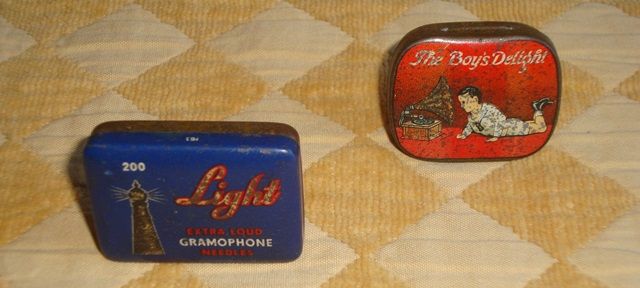 The Boy's Delight
200
Light
EXTRA LOUD
GRAMOPHONE
NEEDLES